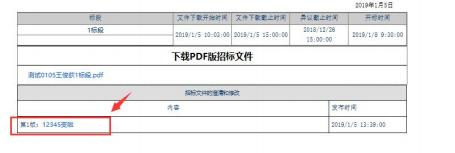 2019年1月5日
标段 文件下载开始时间 文件下载截止时间 异议截止时间 开标时间
1标段 2019/1/5 10:03:00 2019/1/5 15:00:00 2018/12/26 15:00:00 2019/1/8 9:30:00
下载PDF版招标文件
测试0105王俊荻1标段.pdf
招标文件的澄清和修改
内容 发布时间
第1版：12345变啦 2019/1/5 13:39:00